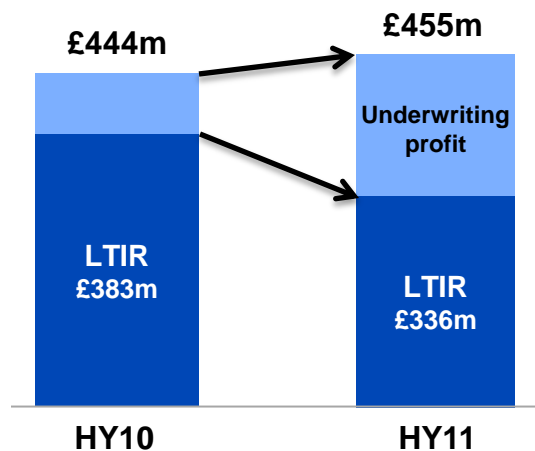 £444m
£455m
Underwriting
profit
LTIR
£383m
LTIR
£336m
HY10
HY11